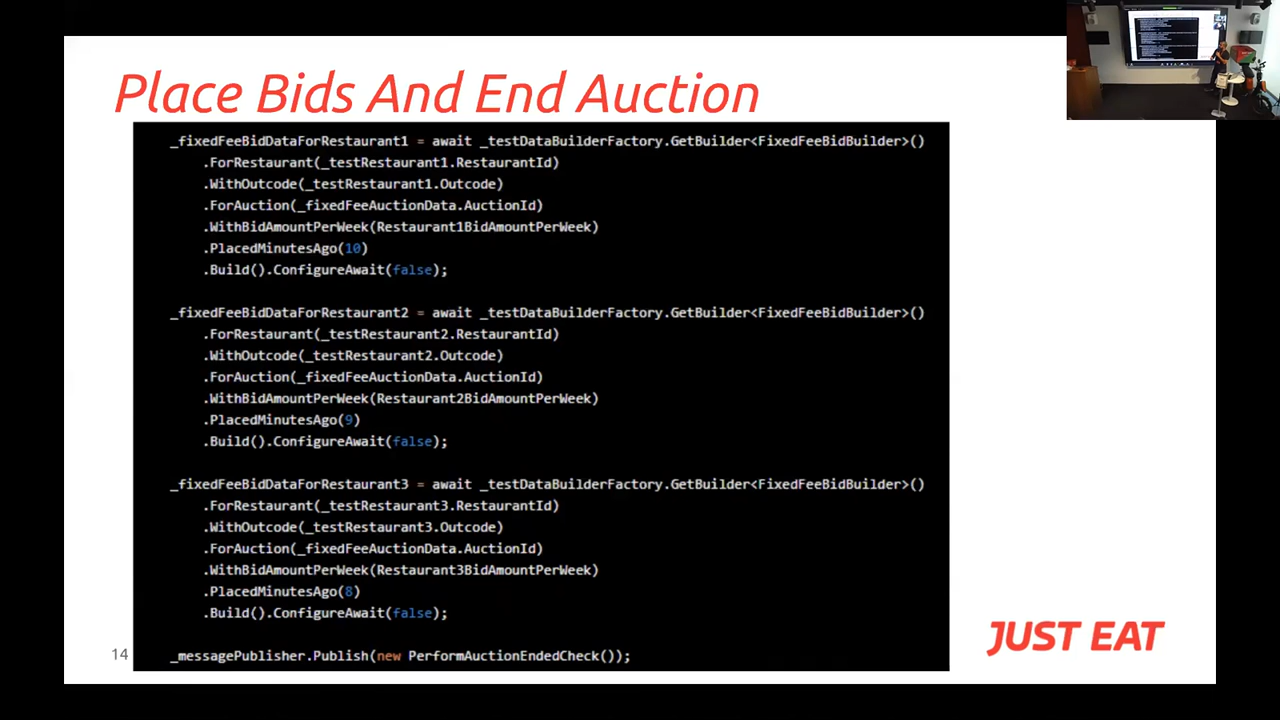 Place Bids And End Auction
_fixedFeeBidDataForRestaurant1 = await _testDataBuilderFactory.GetBuilder<FixedFeeBidBuilder>()
.ForRestaurant(_testRestaurant1.RestaurantId)
.WithOutcode(_testRestaurant1.Outcode)
.ForAuction(_fixedFeeAuctionData.AuctionId)
.WithBidAmountPerWeek(Restaurant1BidAmountPerWeek)
.PlacedMinutesAgo(10)
.Build().ConfigureAwait(false);
_fixedFeeBidDataForRestaurant2 = await _testDataBuilderFactory.GetBuilder<FixedFeeBidBuilder>()
.ForRestaurant(_testRestaurant2.RestaurantId)
.WithOutcode(_testRestaurant2.Outcode)
.ForAuction(_fixedFeeAuctionData.AuctionId)
.WithBidAmountPerWeek(Restaurant2BidAmountPerWeek)
.PlacedMinutesAgo(9)
.Build().ConfigureAwait(false);
_fixedFeeBidDataForRestaurant3 = await _testDataBuilderFactory.GetBuilder<FixedFeeBidBuilder>()
.ForRestaurant(_testRestaurant3.RestaurantId)
.WithOutcode(_testRestaurant3.Outcode)
.ForAuction(_fixedFeeAuctionData.AuctionId)
.WithBidAmountPerWeek(Restaurant3BidAmountPerWeek)
.PlacedMinutesAgo(8)
.Build().ConfigureAwait(false);
_messagePublisher.Publish(new PerformAuctionEndedCheck());
14
JUST EAT